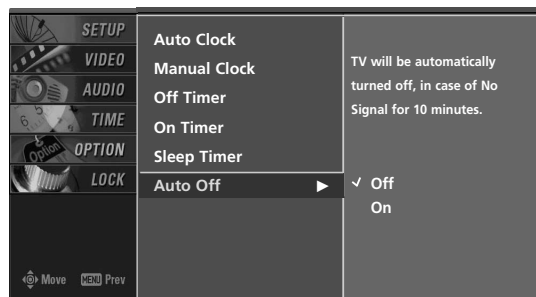 SETUP
VIDEO
AUDIO
TIME
OPTION
LOCK
Move MENU Prev
Auto Clock
Manual Clock
Off Timer
On Timer
Sleep Timer
Auto Off ►
TV will be automatically
turned off, in case of No
Signal for 10 minutes.
✓ Off
On